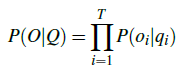 P(O|Q) = ∏_{i=1}^{T} P(o_i|q_i)